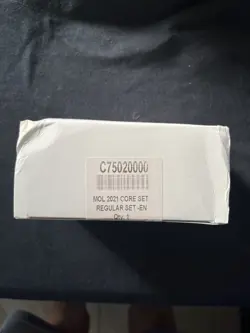 C75020000
MOL 2021 CORE SET
REGULAR SET -EN
Qty: 1